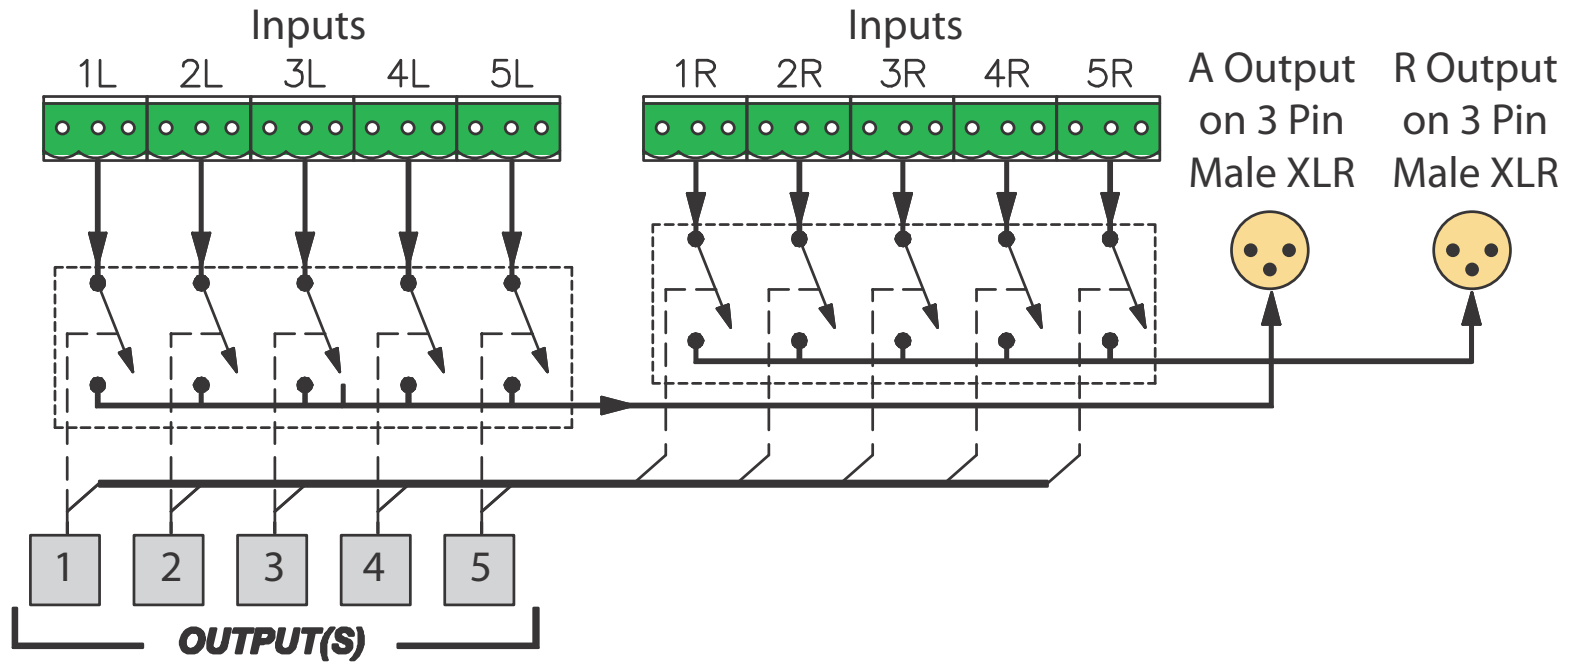 Inputs
1L 2L 3L 4L 5L
Inputs
1R 2R 3R 4R 5R
A Output
on 3 Pin
Male XLR
R Output
on 3 Pin
Male XLR
1 2 3 4 5
OUTPUT(S)